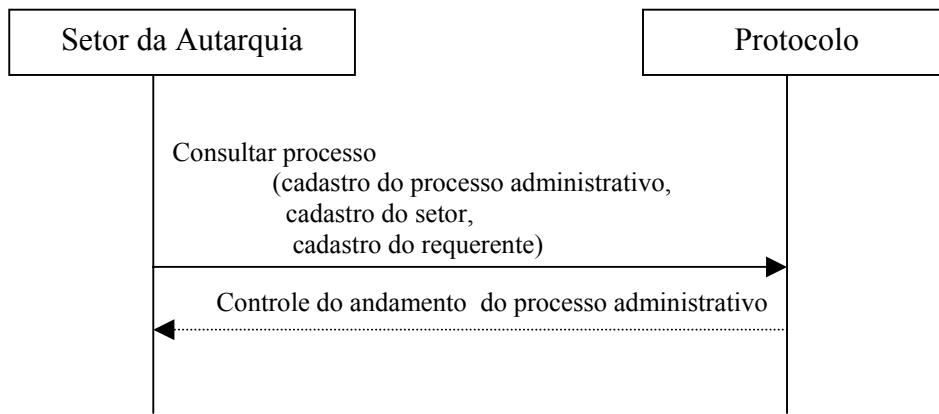 Setor da Autarquia
Protocolo
Consultar processo
(cadastro do processo administrativo,
cadastro do setor,
cadastro do requerente)
Controle do andamento do processo administrativo